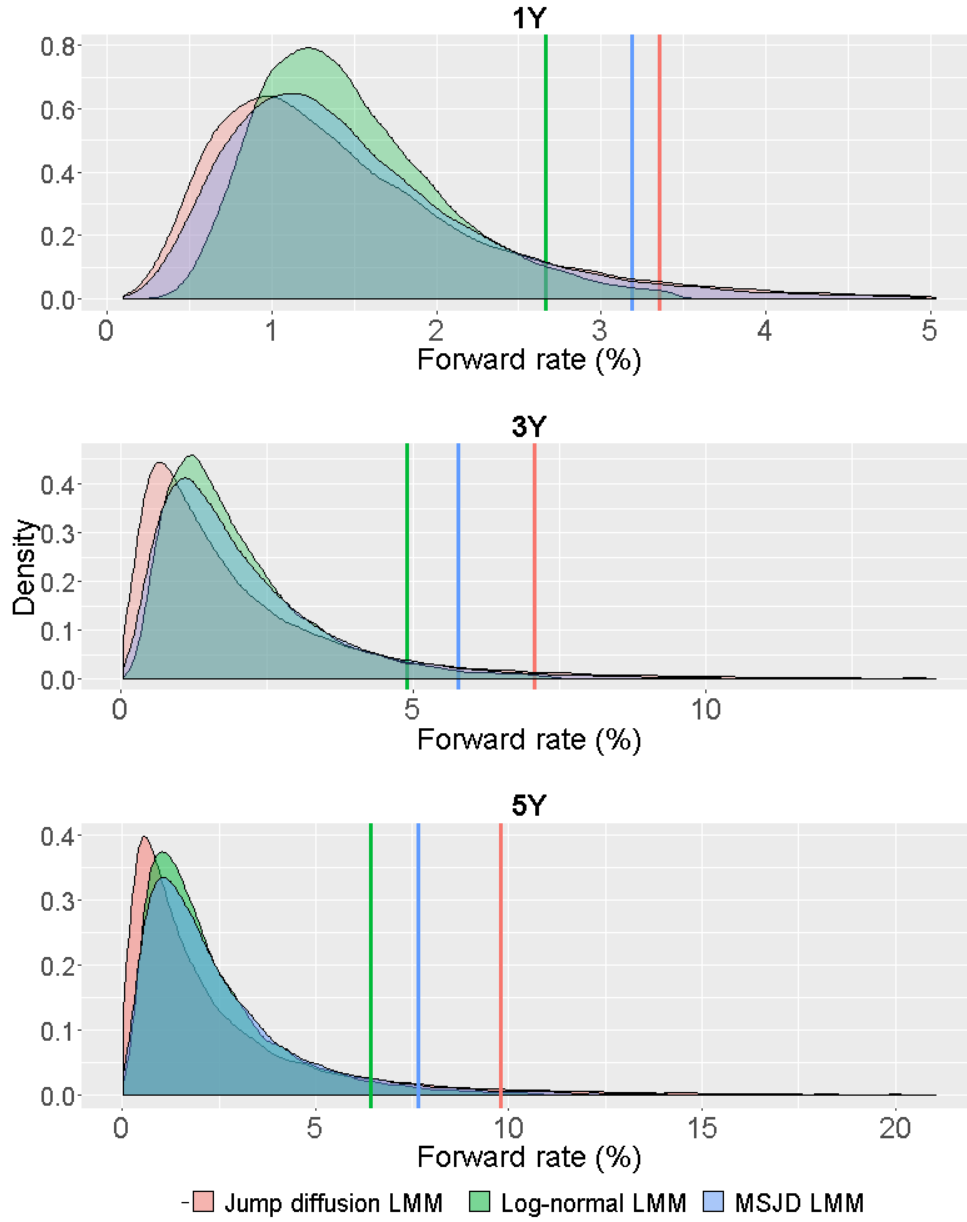 1Y
0.8
0.6
0.4
0.2
0.0
0 1 2 3 4 5
Forward rate (%)
3Y
0.4
0.3
0.2
0.1
0.0
Density
0 5 10
Forward rate (%)
5Y
0.4
0.3
0.2
0.1
0.0
0 5 10 15 20
Forward rate (%)
Jump diffusion LMM Log-normal LMM MSJD LMM